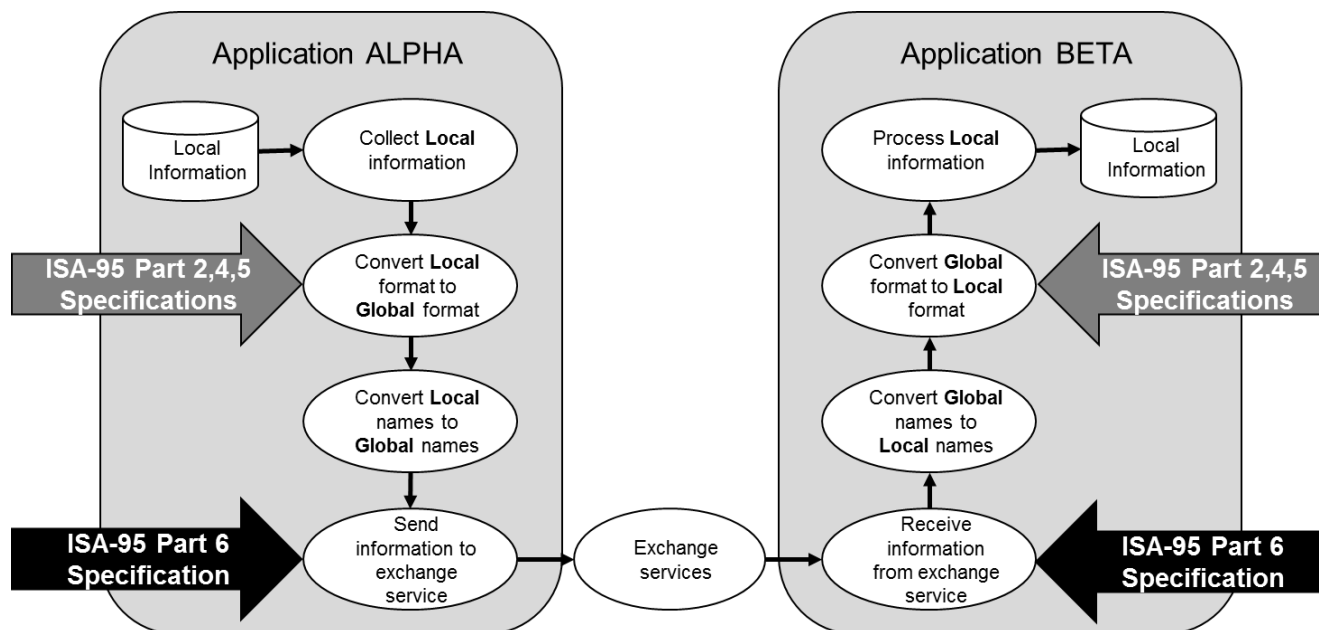 Application ALPHA
Local
Information
Collect Local
information
ISA-95 Part 2,4,5
Specifications
Convert Local
format to
Global format
Convert Local
names to
Global names
ISA-95 Part 6
Specification
Send
information to
exchange
service
Exchange
services
Application BETA
Process Local
information
Local
Information
Convert Global
format to Local
format
ISA-95 Part 2,4,5
Specifications
Convert Global
names to
Local names
Receive
information
from exchange
service
ISA-95 Part 6
Specification